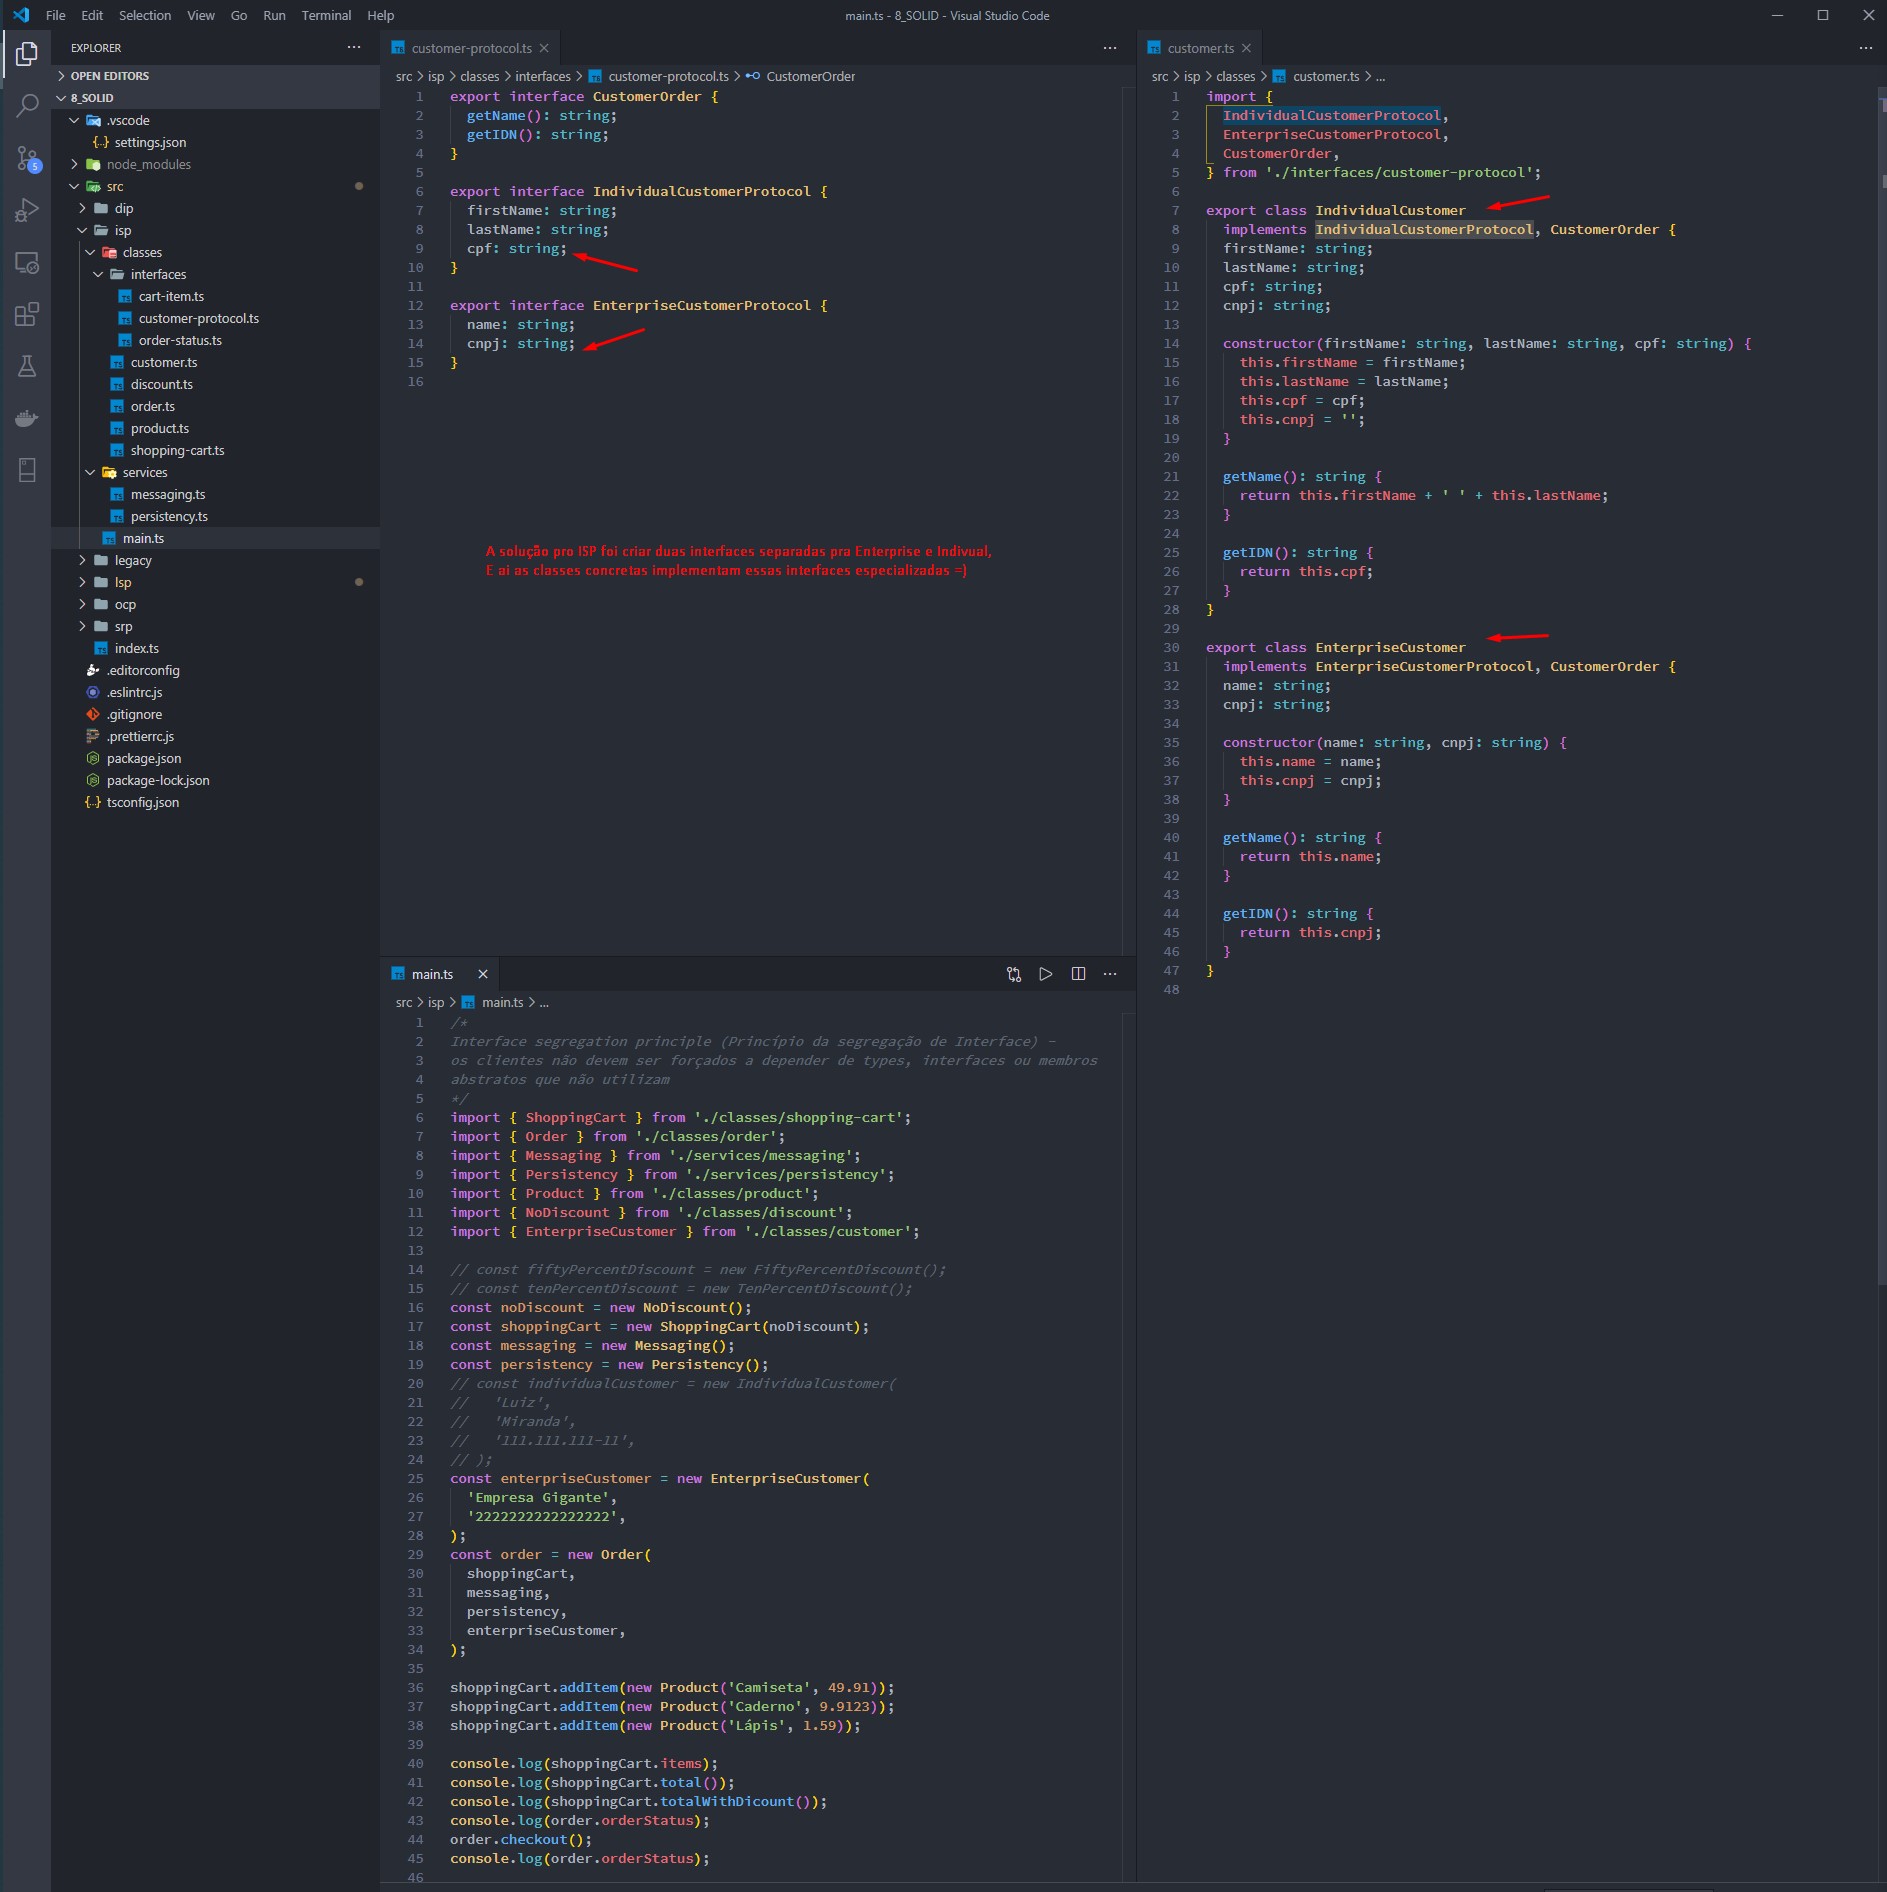 File Edit Selection View Go Run Terminal Help
main.ts - 8_SOLID - Visual Studio Code
EXPLORER
OPEN EDITORS
8_SOLID
.vscode
settings.json
node_modules
src
dip
isp
classes
interfaces
cart-item.ts
customer-protocol.ts
order-status.ts
customer.ts
discount.ts
order.ts
product.ts
shopping-cart.ts
services
messaging.ts
persistency.ts
main.ts
legacy
lsp
ocp
srp
index.ts
.editorconfig
.eslintrc.js
.gitignore
.prettierrc.js
package.json
package-lock.json
tsconfig.json
5
customer-protocol.ts
src > isp > classes > interfaces > customer-protocol.ts > CustomerOrder
1 export interface CustomerOrder {
2 getName(): string;
3 getIDN(): string;
4 }
5
6 export interface IndividualCustomerProtocol {
7 firstName: string;
8 lastName: string;
9 cpf: string;
10 }
11
12 export interface EnterpriseCustomerProtocol {
13 name: string;
14 cnpj: string;
15 }
16
A solução pro ISP foi criar duas interfaces separadas pra Enterprise e Indivual,
E ai as classes concretas implementam essas interfaces especializadas =)
main.ts
src > isp > main.ts > ...
1 /*
2 Interface segregation principle (Princípio da segregação de Interface) -
3 os clientes não devem ser forçados a depender de types, interfaces ou membros
4 abstratos que não utilizam
5 */
6 import { ShoppingCart } from './classes/shopping-cart';
7 import { Order } from './classes/order';
8 import { Messaging } from './services/messaging';
9 import { Persistency } from './services/persistency';
10 import { Product } from './classes/product';
11 import { NoDiscount } from './classes/discount';
12 import { EnterpriseCustomer } from './classes/customer';
13
14 // const fiftyPercentDiscount = new FiftyPercentDiscount();
15 // const tenPercentDiscount = new TenPercentDiscount();
16 const noDiscount = new NoDiscount();
17 const shoppingCart = new ShoppingCart(noDiscount);
18 const messaging = new Messaging();
19 const persistency = new Persistency();
20 // const individualCustomer = new IndividualCustomer(
21 // 'Luiz',
22 // 'Miranda',
23 // '111.111.111-11',
24 // );
25 const enterpriseCustomer = new EnterpriseCustomer(
26 'Empresa Gigante',
27 '2222222222222222',
28 );
29 const order = new Order(
30 shoppingCart,
31 messaging,
32 persistency,
33 enterpriseCustomer,
34 );
35
36 shoppingCart.addItem(new Product('Camiseta', 49.91));
37 shoppingCart.addItem(new Product('Caderno', 9.9123));
38 shoppingCart.addItem(new Product('Lápis', 1.59));
39
40 console.log(shoppingCart.items);
41 console.log(shoppingCart.total());
42 console.log(shoppingCart.totalWithDicount());
43 console.log(order.orderStatus);
44 order.checkout();
45 console.log(order.orderStatus);
46
customer.ts
src > isp > classes > customer.ts > ...
1 import {
2 IndividualCustomerProtocol,
3 EnterpriseCustomerProtocol,
4 CustomerOrder,
5 } from './interfaces/customer-protocol';
6
7 export class IndividualCustomer
8 implements IndividualCustomerProtocol, CustomerOrder {
9 firstName: string;
10 lastName: string;
11 cpf: string;
12 cnpj: string;
13
14 constructor(firstName: string, lastName: string, cpf: string) {
15 this.firstName = firstName;
16 this.lastName = lastName;
17 this.cpf = cpf;
18 this.cnpj = '';
19 }
20
21 getName(): string {
22 return this.firstName + ' ' + this.lastName;
23 }
24
25 getIDN(): string {
26 return this.cpf;
27 }
28 }
29
30 export class EnterpriseCustomer
31 implements EnterpriseCustomerProtocol, CustomerOrder {
32 name: string;
33 cnpj: string;
34
35 constructor(name: string, cnpj: string) {
36 this.name = name;
37 this.cnpj = cnpj;
38 }
39
40 getName(): string {
41 return this.name;
42 }
43
44 getIDN(): string {
45 return this.cnpj;
46 }
47 }
48